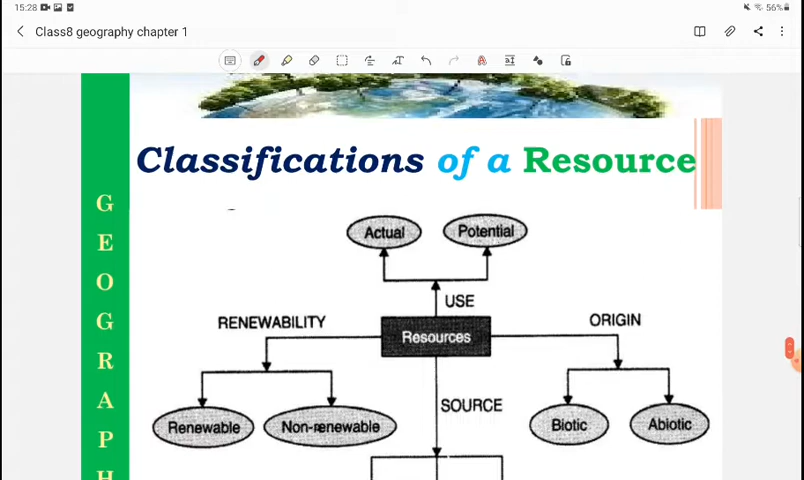 15:28
56%
Class8 geography chapter 1
Classifications of a Resource
G
E
O
G
R
A
P
H
Actual
Potential
USE
RENEWABILITY
ORIGIN
Resources
SOURCE
Renewable
Non-renewable
Biotic
Abiotic